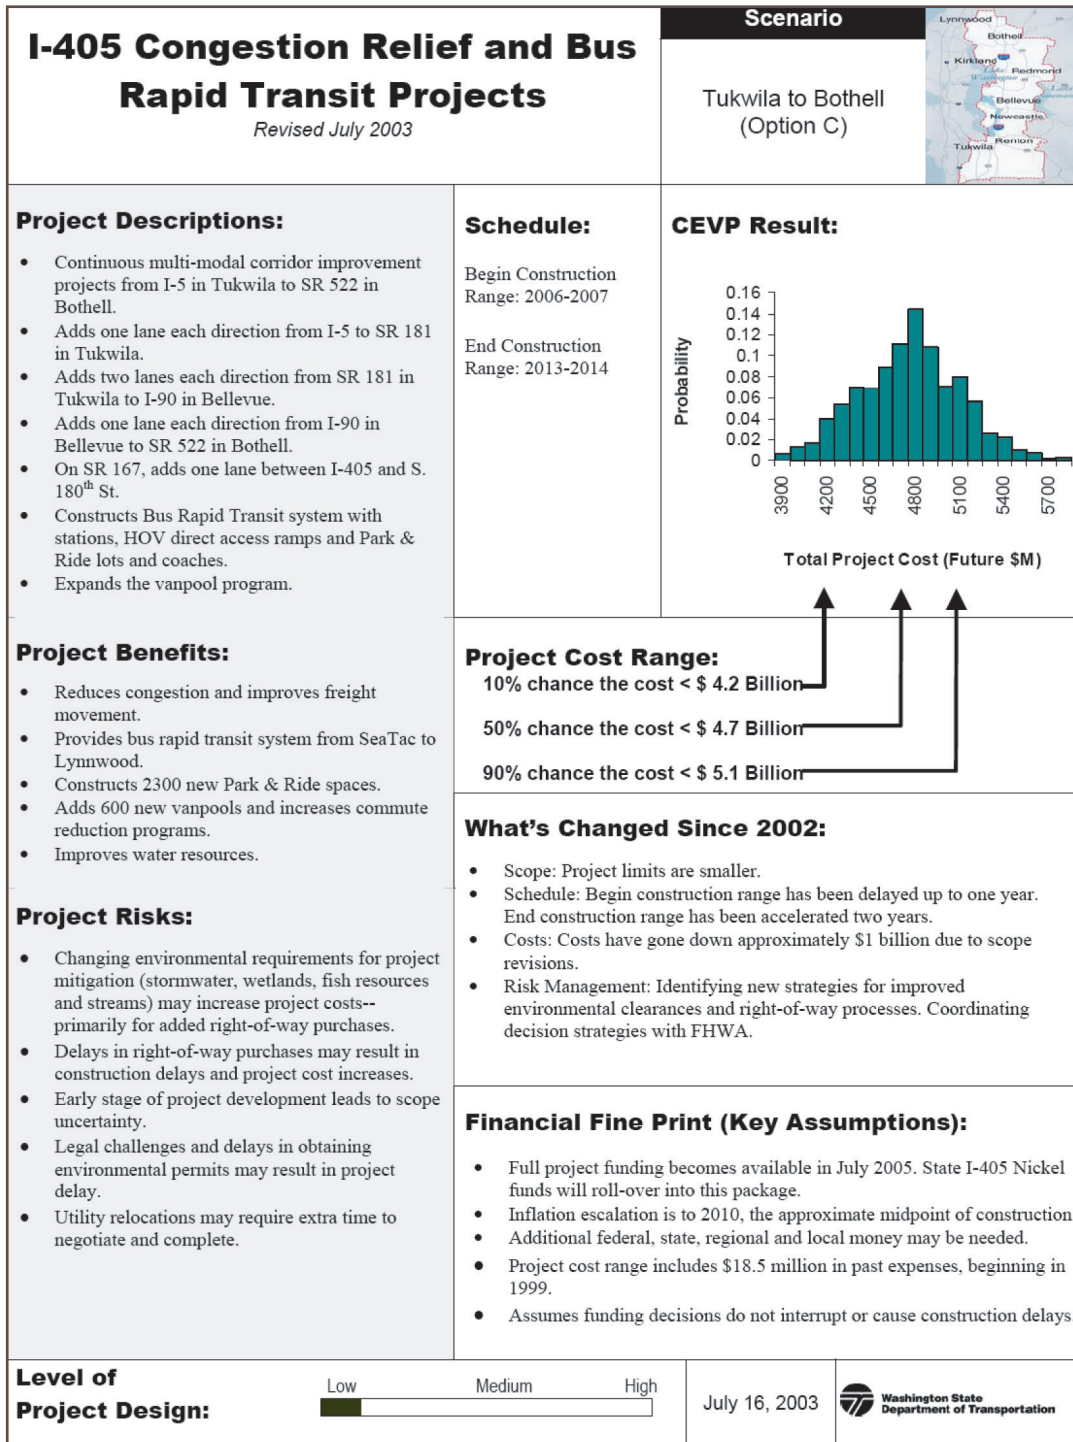 I-405 Congestion Relief and Bus
Rapid Transit Projects
Revised July 2003
Scenario
Tukwila to Bothell
(Option C)
Lynnwood
Bothell
Kirkland
Lake
Washington
Redmond
Bellevue
Newcastle
Renton
Tukwila
Project Descriptions:
• Continuous multi-modal corridor improvement
projects from I-5 in Tukwila to SR 522 in
Bothell.
• Adds one lane each direction from I-5 to SR 181
in Tukwila.
• Adds two lanes each direction from SR 181 in
Tukwila to I-90 in Bellevue.
• Adds one lane each direction from I-90 in
Bellevue to SR 522 in Bothell.
• On SR 167, adds one lane between I-405 and S.
180th St.
• Constructs Bus Rapid Transit system with
stations, HOV direct access ramps and Park &
Ride lots and coaches.
• Expands the vanpool program.
Schedule:
Begin Construction
Range: 2006-2007
End Construction
Range: 2013-2014
CEVP Result:
Probability
0.16
0.14
0.12
0.1
0.08
0.06
0.04
0.02
0
3900
4200
4500
4800
5100
5400
5700
Total Project Cost (Future $M)
Project Benefits:
• Reduces congestion and improves freight
movement.
• Provides bus rapid transit system from SeaTac to
Lynnwood.
• Constructs 2300 new Park & Ride spaces.
• Adds 600 new vanpools and increases commute
reduction programs.
• Improves water resources.
Project Cost Range:
10% chance the cost < $ 4.2 Billion
50% chance the cost < $ 4.7 Billion
90% chance the cost < $ 5.1 Billion
What's Changed Since 2002:
• Scope: Project limits are smaller.
• Schedule: Begin construction range has been delayed up to one year.
End construction range has been accelerated two years.
• Costs: Costs have gone down approximately $1 billion due to scope
revisions.
• Risk Management: Identifying new strategies for improved
environmental clearances and right-of-way processes. Coordinating
decision strategies with FHWA.
Project Risks:
• Changing environmental requirements for project
mitigation (stormwater, wetlands, fish resources
and streams) may increase project costs--
primarily for added right-of-way purchases.
• Delays in right-of-way purchases may result in
construction delays and project cost increases.
• Early stage of project development leads to scope
uncertainty.
• Legal challenges and delays in obtaining
environmental permits may result in project
delay.
• Utility relocations may require extra time to
negotiate and complete.
Financial Fine Print (Key Assumptions):
• Full project funding becomes available in July 2005. State I-405 Nickel
funds will roll-over into this package.
• Inflation escalation is to 2010, the approximate midpoint of construction
• Additional federal, state, regional and local money may be needed.
• Project cost range includes $18.5 million in past expenses, beginning in
1999.
• Assumes funding decisions do not interrupt or cause construction delays.
Level of
Project Design:
Low Medium High
July 16, 2003
Washington State
Department of Transportation